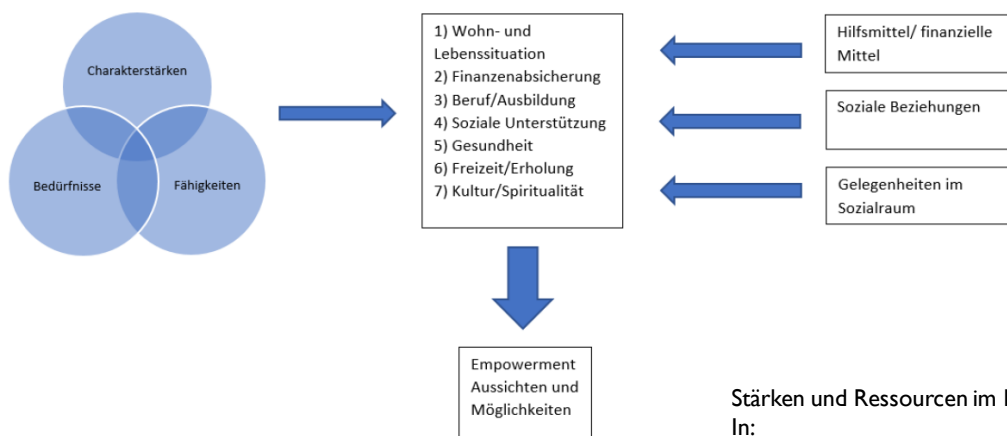 Charakterstärken
Bedürfnisse
Fähigkeiten
1) Wohn- und
Lebenssituation
2) Finanzenabsicherung
3) Beruf/Ausbildung
4) Soziale Unterstützung
5) Gesundheit
6) Freizeit/Erholung
7) Kultur/Spiritualität
Hilfsmittel/ finanzielle
Mittel
Soziale Beziehungen
Gelegenheiten im
Sozialraum
Empowerment
Aussichten und
Möglichkeiten
Stärken und Ressourcen im
In: